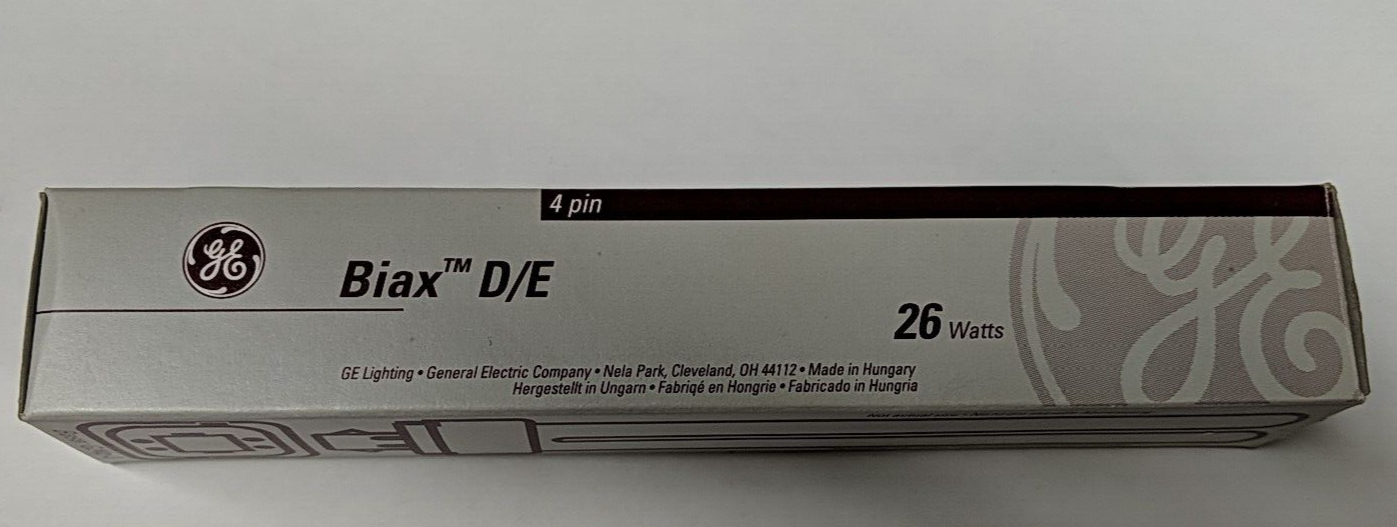 4 pin
GE
Biax™ D/E
26 Watts
GE Lighting • General Electric Company • Nela Park, Cleveland, OH 44112 • Made in Hungary
Hergestellt in Ungarn • Fabriqé en Hongrie • Fabricado in Hungria
GE